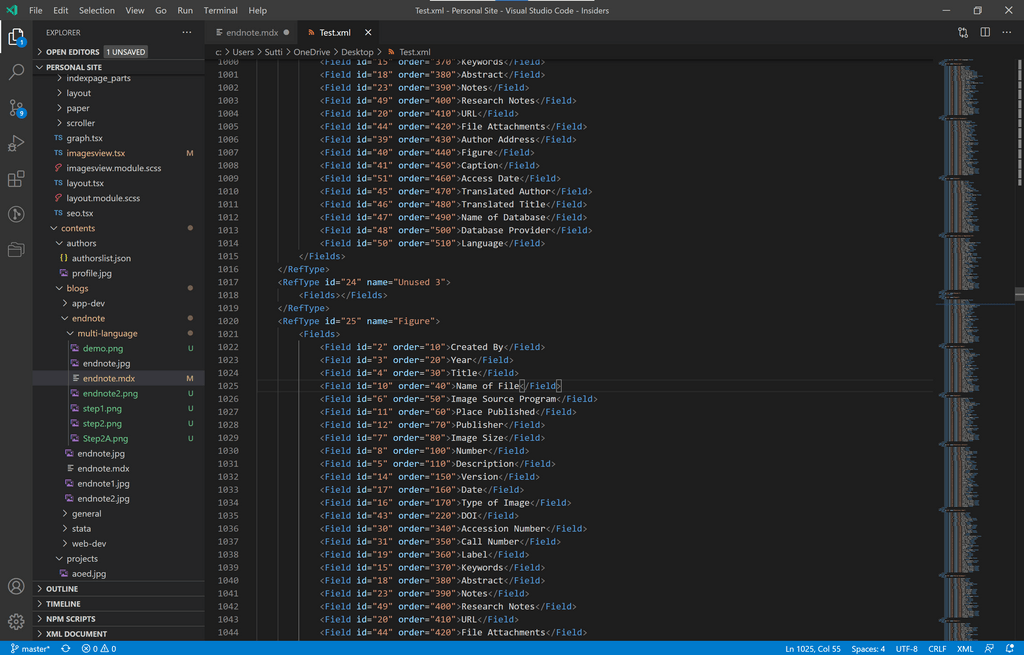 File Edit Selection View Go Run Terminal Help
Test.xml - Personal Site - Visual Studio Code - Insiders
EXPLORER
OPEN EDITORS 1 UNSAVED
PERSONAL SITE
indexpage_parts
layout
paper
scroller
TS graph.tsx
TS imagesview.tsx M
imagesview.module.scss
TS layout.tsx
layout.module.scss
TS seo.tsx
contents
authors
{} authorslist.json
profile.jpg
blogs
app-dev
endnote
multi-language
demo.png U
endnote.jpg
endnote.mdx M
endnote2.png U
step1.png U
step2.png U
Step2A.png U
endnote.jpg
endnote.mdx
endnote1.jpg
endnote2.jpg
general
stata
web-dev
projects
aoed.jpg
OUTLINE
TIMELINE
NPM SCRIPTS
XML DOCUMENT
1
9
endnote.mdx
Test.xml
c: > Users > Sutti > OneDrive > Desktop > Test.xml
1000 <Field id="15" order="370">Keywords</Field>
1001 <Field id="18" order="380">Abstract</Field>
1002 <Field id="23" order="390">Notes</Field>
1003 <Field id="49" order="400">Research Notes</Field>
1004 <Field id="20" order="410">URL</Field>
1005 <Field id="44" order="420">File Attachments</Field>
1006 <Field id="39" order="430">Author Address</Field>
1007 <Field id="40" order="440">Figure</Field>
1008 <Field id="41" order="450">Caption</Field>
1009 <Field id="51" order="460">Access Date</Field>
1010 <Field id="45" order="470">Translated Author</Field>
1011 <Field id="46" order="480">Translated Title</Field>
1012 <Field id="47" order="490">Name of Database</Field>
1013 <Field id="48" order="500">Database Provider</Field>
1014 <Field id="50" order="510">Language</Field>
1015 </Fields>
1016 </RefType>
1017 <RefType id="24" name="Unused 3">
1018 <Fields></Fields>
1019 </RefType>
1020 <RefType id="25" name="Figure">
1021 <Fields>
1022 <Field id="2" order="10">Created By</Field>
1023 <Field id="3" order="20">Year</Field>
1024 <Field id="4" order="30">Title</Field>
1025 <Field id="10" order="40">Name of File</Field>
1026 <Field id="6" order="50">Image Source Program</Field>
1027 <Field id="11" order="60">Place Published</Field>
1028 <Field id="12" order="70">Publisher</Field>
1029 <Field id="7" order="80">Image Size</Field>
1030 <Field id="8" order="100">Number</Field>
1031 <Field id="5" order="110">Description</Field>
1032 <Field id="14" order="150">Version</Field>
1033 <Field id="17" order="160">Date</Field>
1034 <Field id="16" order="170">Type of Image</Field>
1035 <Field id="43" order="220">DOI</Field>
1036 <Field id="30" order="340">Accession Number</Field>
1037 <Field id="31" order="350">Call Number</Field>
1038 <Field id="19" order="360">Label</Field>
1039 <Field id="15" order="370">Keywords</Field>
1040 <Field id="18" order="380">Abstract</Field>
1041 <Field id="23" order="390">Notes</Field>
1042 <Field id="49" order="400">Research Notes</Field>
1043 <Field id="20" order="410">URL</Field>
1044 <Field id="44" order="420">File Attachments</Field>
master* 0 0
Ln 1025, Col 55 Spaces: 4 UTF-8 CRLF XML